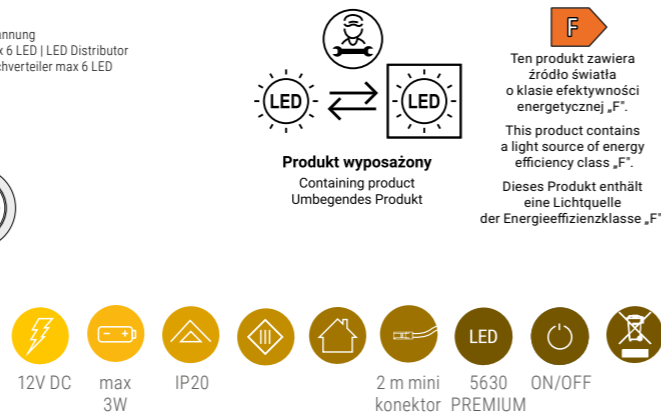 6 LED | LED Distributor
max 6 LED
LED
LED
Produkt wyposażony
Containing product
Umbegendes Produkt
F
Ten produkt zawiera
źródło światła
o klasie efektywności
energetycznej „F".
This product contains
a light source of energy
efficiency class „F".
Dieses Produkt enthält
eine Lichtquelle
der Energieeffizienzklasse „F"
LED
12V DC
max
3W
IP20
2 m mini
konektor
5630
PREMIUM
ON/OFF